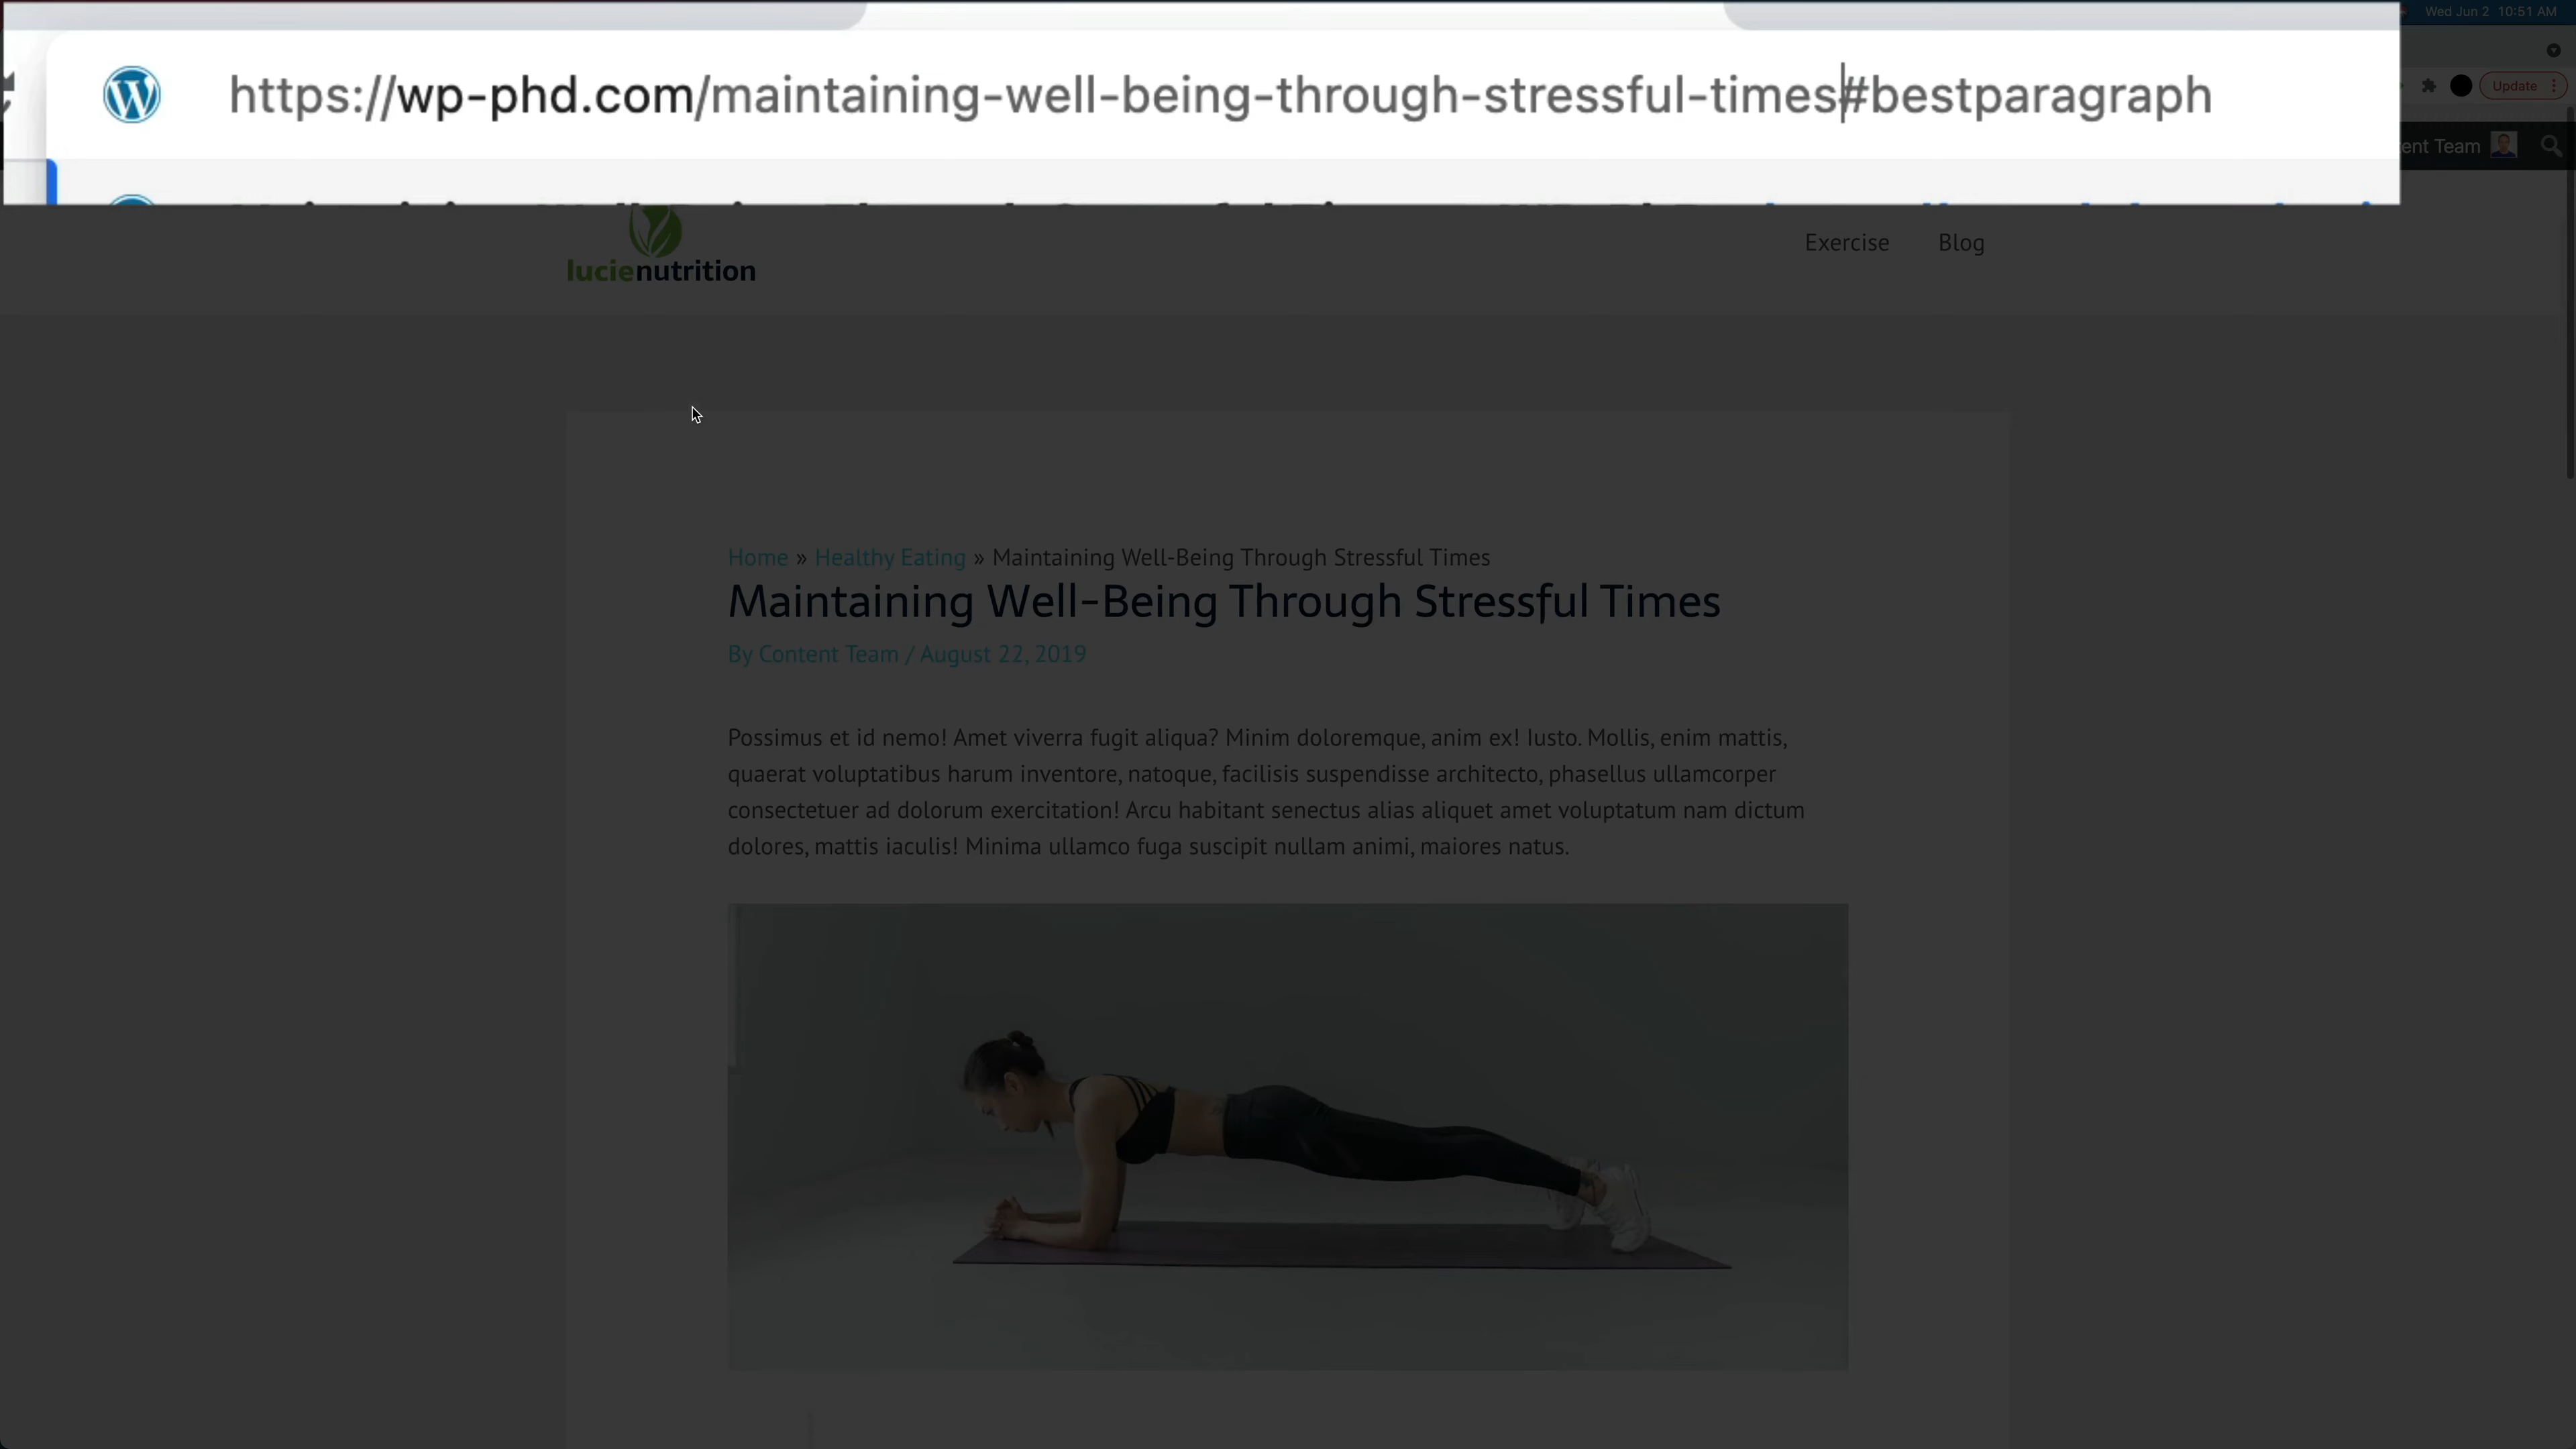 Wed Jun 2 10:51 AM
https://wp-phd.com/maintaining-well-being-through-stressful-times#bestparagraph
Update
Team
lucienutrition
Exercise
Blog
Home » Healthy Eating » Maintaining Well-Being Through Stressful Times
Maintaining Well-Being Through Stressful Times
By Content Team / August 22, 2019
Possimus et id nemo! Amet viverra fugit aliqua? Minim doloremque, anim ex! Iusto. Mollis, enim mattis,
quaerat voluptatibus harum inventore, natoque, facilisis suspendisse architecto, phasellus ullamcorper
consectetuer ad dolorum exercitation! Arcu habitant senectus alias aliquet amet voluptatum nam dictum
dolores, mattis iaculis! Minima ullamco fuga suscipit nullam animi, maiores natus.